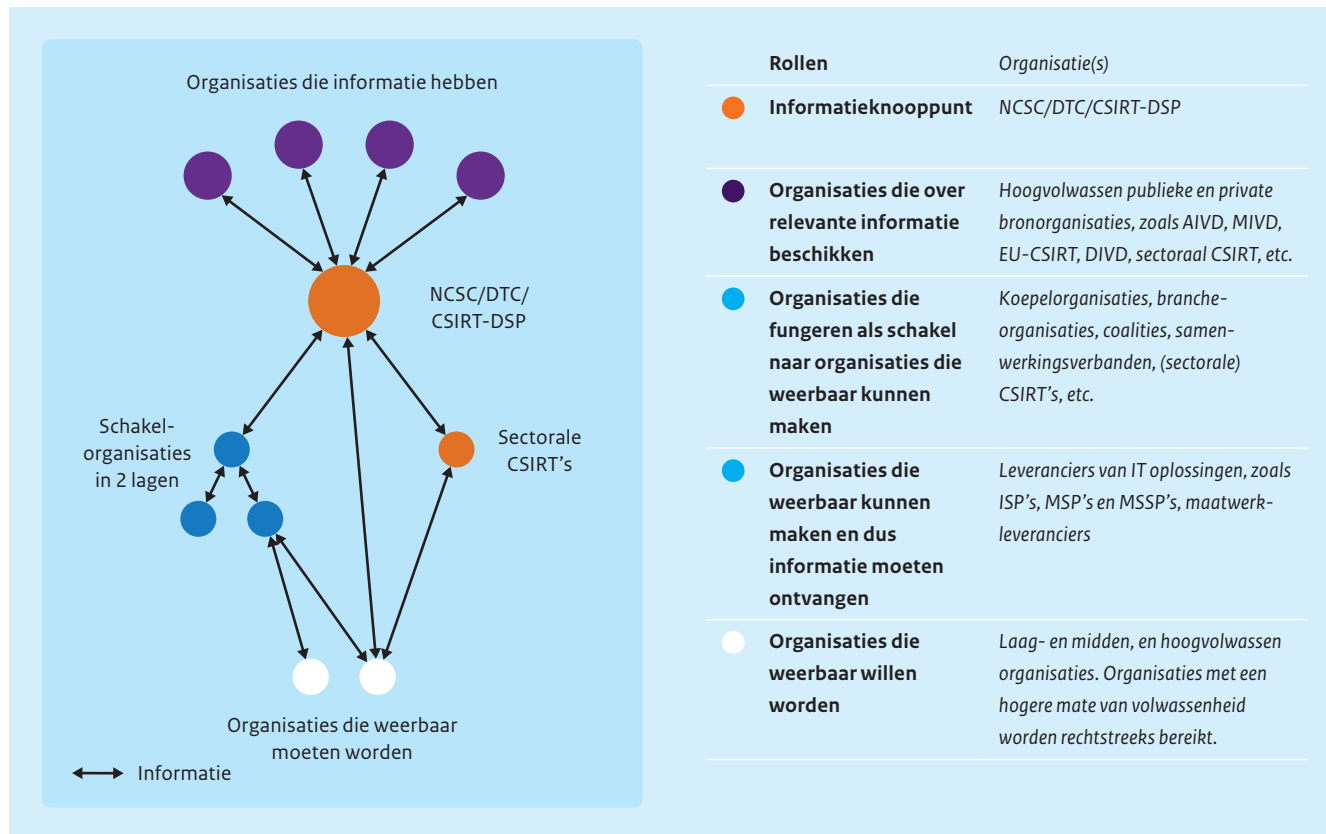 Organisaties die informatie hebben
NCSC/DTC/
CSIRT-DSP
Schakel-
organisaties
in 2 lagen
Sectorale
CSIRT's
Organisaties die weerbaar
moeten worden
Informatie
Rollen
Organisatie(s)
Informatieknooppunt
NCSC/DTC/CSIRT-DSP
Organisaties die over
relevante informatie
beschikken
Hoogvolwassen publieke en private
bronorganisaties, zoals AIVD, MIVD,
EU-CSIRT, DIVD, sectoraal CSIRT, etc.
Organisaties die
fungeren als schakel
naar organisaties die
weerbaar kunnen
maken
Koepelorganisaties, branche-
organisaties, coalities, samen-
werkingsverbanden, (sectorale)
CSIRT's, etc.
Organisaties die
weerbaar kunnen
maken en dus
informatie moeten
ontvangen
Leveranciers van IT oplossingen, zoals
ISP's, MSP's en MSSP's, maatwerk-
leveranciers
Organisaties die
weerbaar willen
worden
Laag- en midden, en hoogvolwassen
organisaties. Organisaties met een
hogere mate van volwassenheid
worden rechtstreeks bereikt.